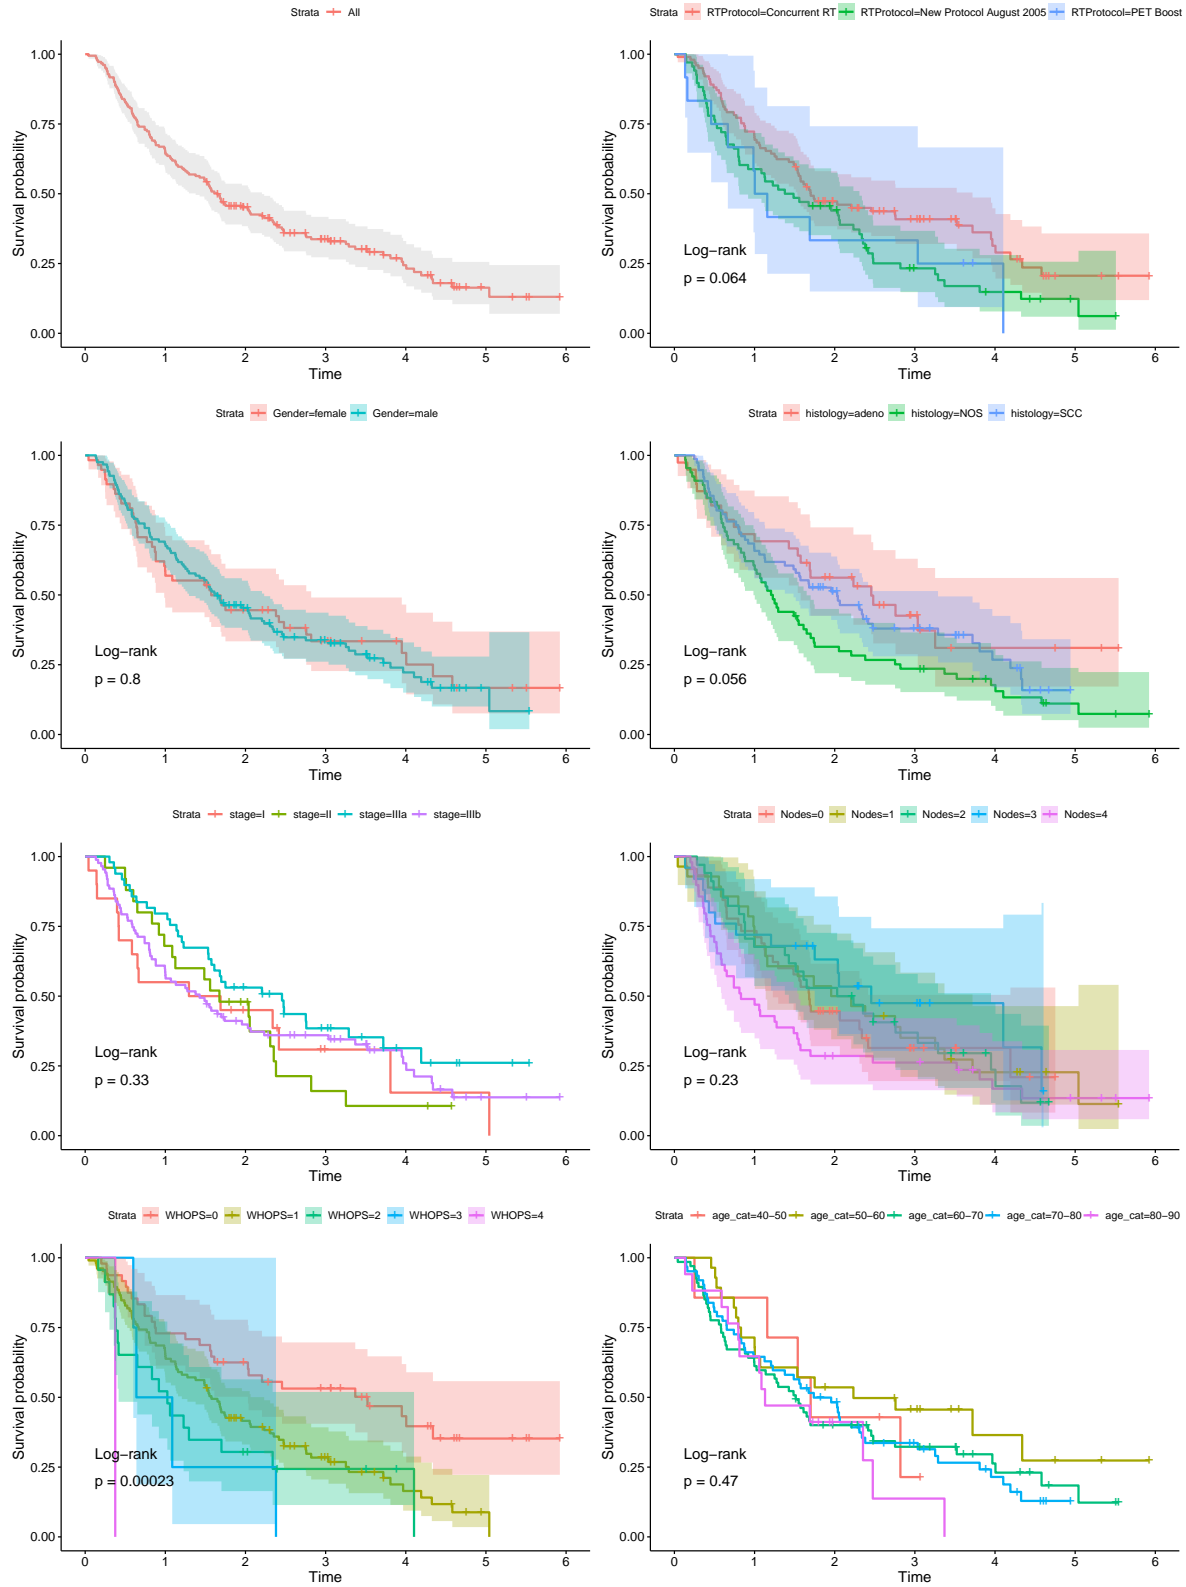 Strata All
Survival probability
1.00
0.75
0.50
0.25
0.00
0 1 2 3 4 5 6
Time
Strata RTProtocol=Concurrent RT RTProtocol=New Protocol August 2005 RTProtocol=PET Boost
Survival probability
1.00
0.75
0.50
0.25
0.00
Log-rank
p = 0.064
0 1 2 3 4 5 6
Time
Strata Gender=female Gender=male
Survival probability
1.00
0.75
0.50
0.25
0.00
Log-rank
p = 0.8
0 1 2 3 4 5 6
Time
Strata histology=adeno histology=NOS histology=SCC
Survival probability
1.00
0.75
0.50
0.25
0.00
Log-rank
p = 0.056
0 1 2 3 4 5 6
Time
Strata stage=I stage=II stage=IIIa stage=IIIb
Survival probability
1.00
0.75
0.50
0.25
0.00
Log-rank
p = 0.33
0 1 2 3 4 5 6
Time
Strata Nodes=0 Nodes=1 Nodes=2 Nodes=3 Nodes=4
Survival probability
1.00
0.75
0.50
0.25
0.00
Log-rank
p = 0.23
0 1 2 3 4 5 6
Time
Strata WHOPS=0 WHOPS=1 WHOPS=2 WHOPS=3 WHOPS=4
Survival probability
1.00
0.75
0.50
0.25
0.00
Log-rank
p = 0.00023
0 1 2 3 4 5 6
Time
Strata age_cat=40-50 age_cat=50-60 age_cat=60-70 age_cat=70-80 age_cat=80-90
Survival probability
1.00
0.75
0.50
0.25
0.00
Log-rank
p = 0.47
0 1 2 3 4 5 6
Time